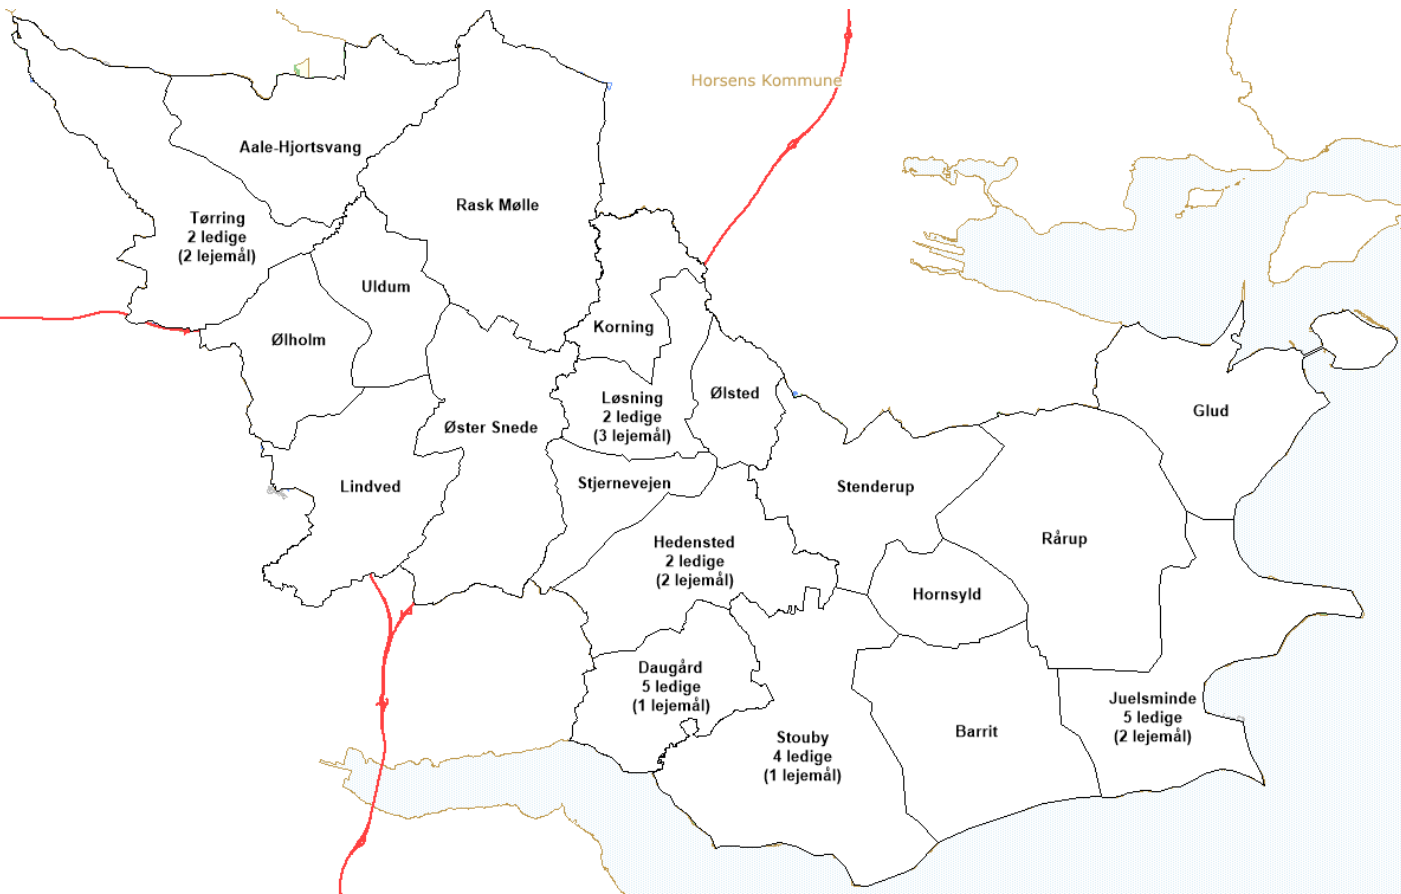 Horsens Kommune
Aale-Hjortsvang
Rask Mølle
Tørring
2 ledige
(2 lejemål)
Uldum
Ølholm
Korning
Løsning
2 ledige
(3 lejemål)
Ølsted
Glud
Øster Snede
Lindved
Stjernevejen
Stenderup
Hedensted
2 ledige
(2 lejemål)
Rårup
Hornsyld
Daugård
5 ledige
(1 lejemål)
Juelsminde
5 ledige
(2 lejemål)
Stouby
4 ledige
(1 lejemål)
Barrit